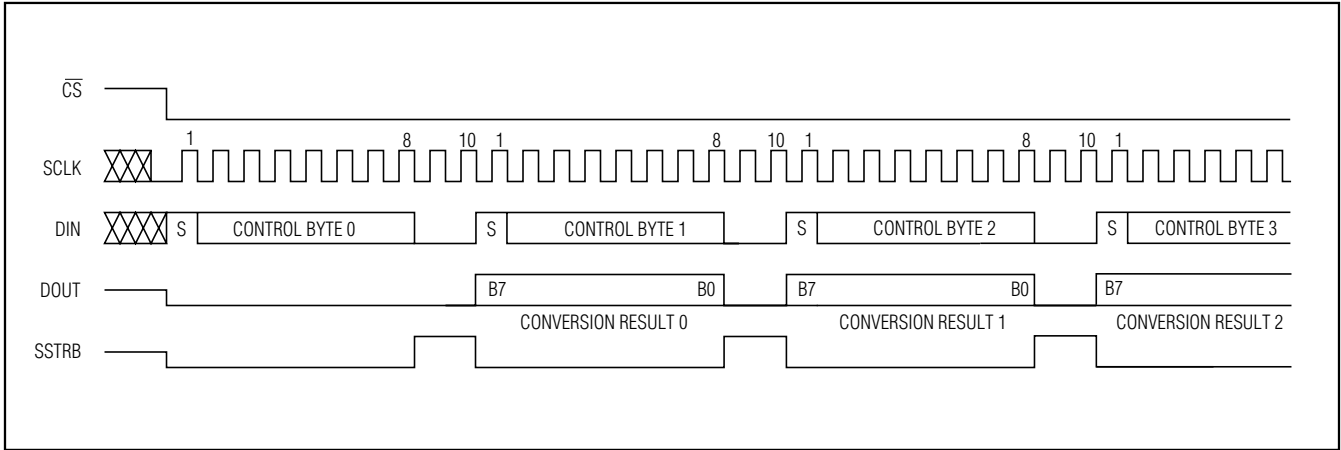 C̅S̅
1 8 10 1 8 10 1 8 10 1
SCLK
DIN S CONTROL BYTE 0 S CONTROL BYTE 1 S CONTROL BYTE 2 S CONTROL BYTE 3
DOUT B7 B0 B7 B0 B7
CONVERSION RESULT 0 CONVERSION RESULT 1 CONVERSION RESULT 2
SSTRB